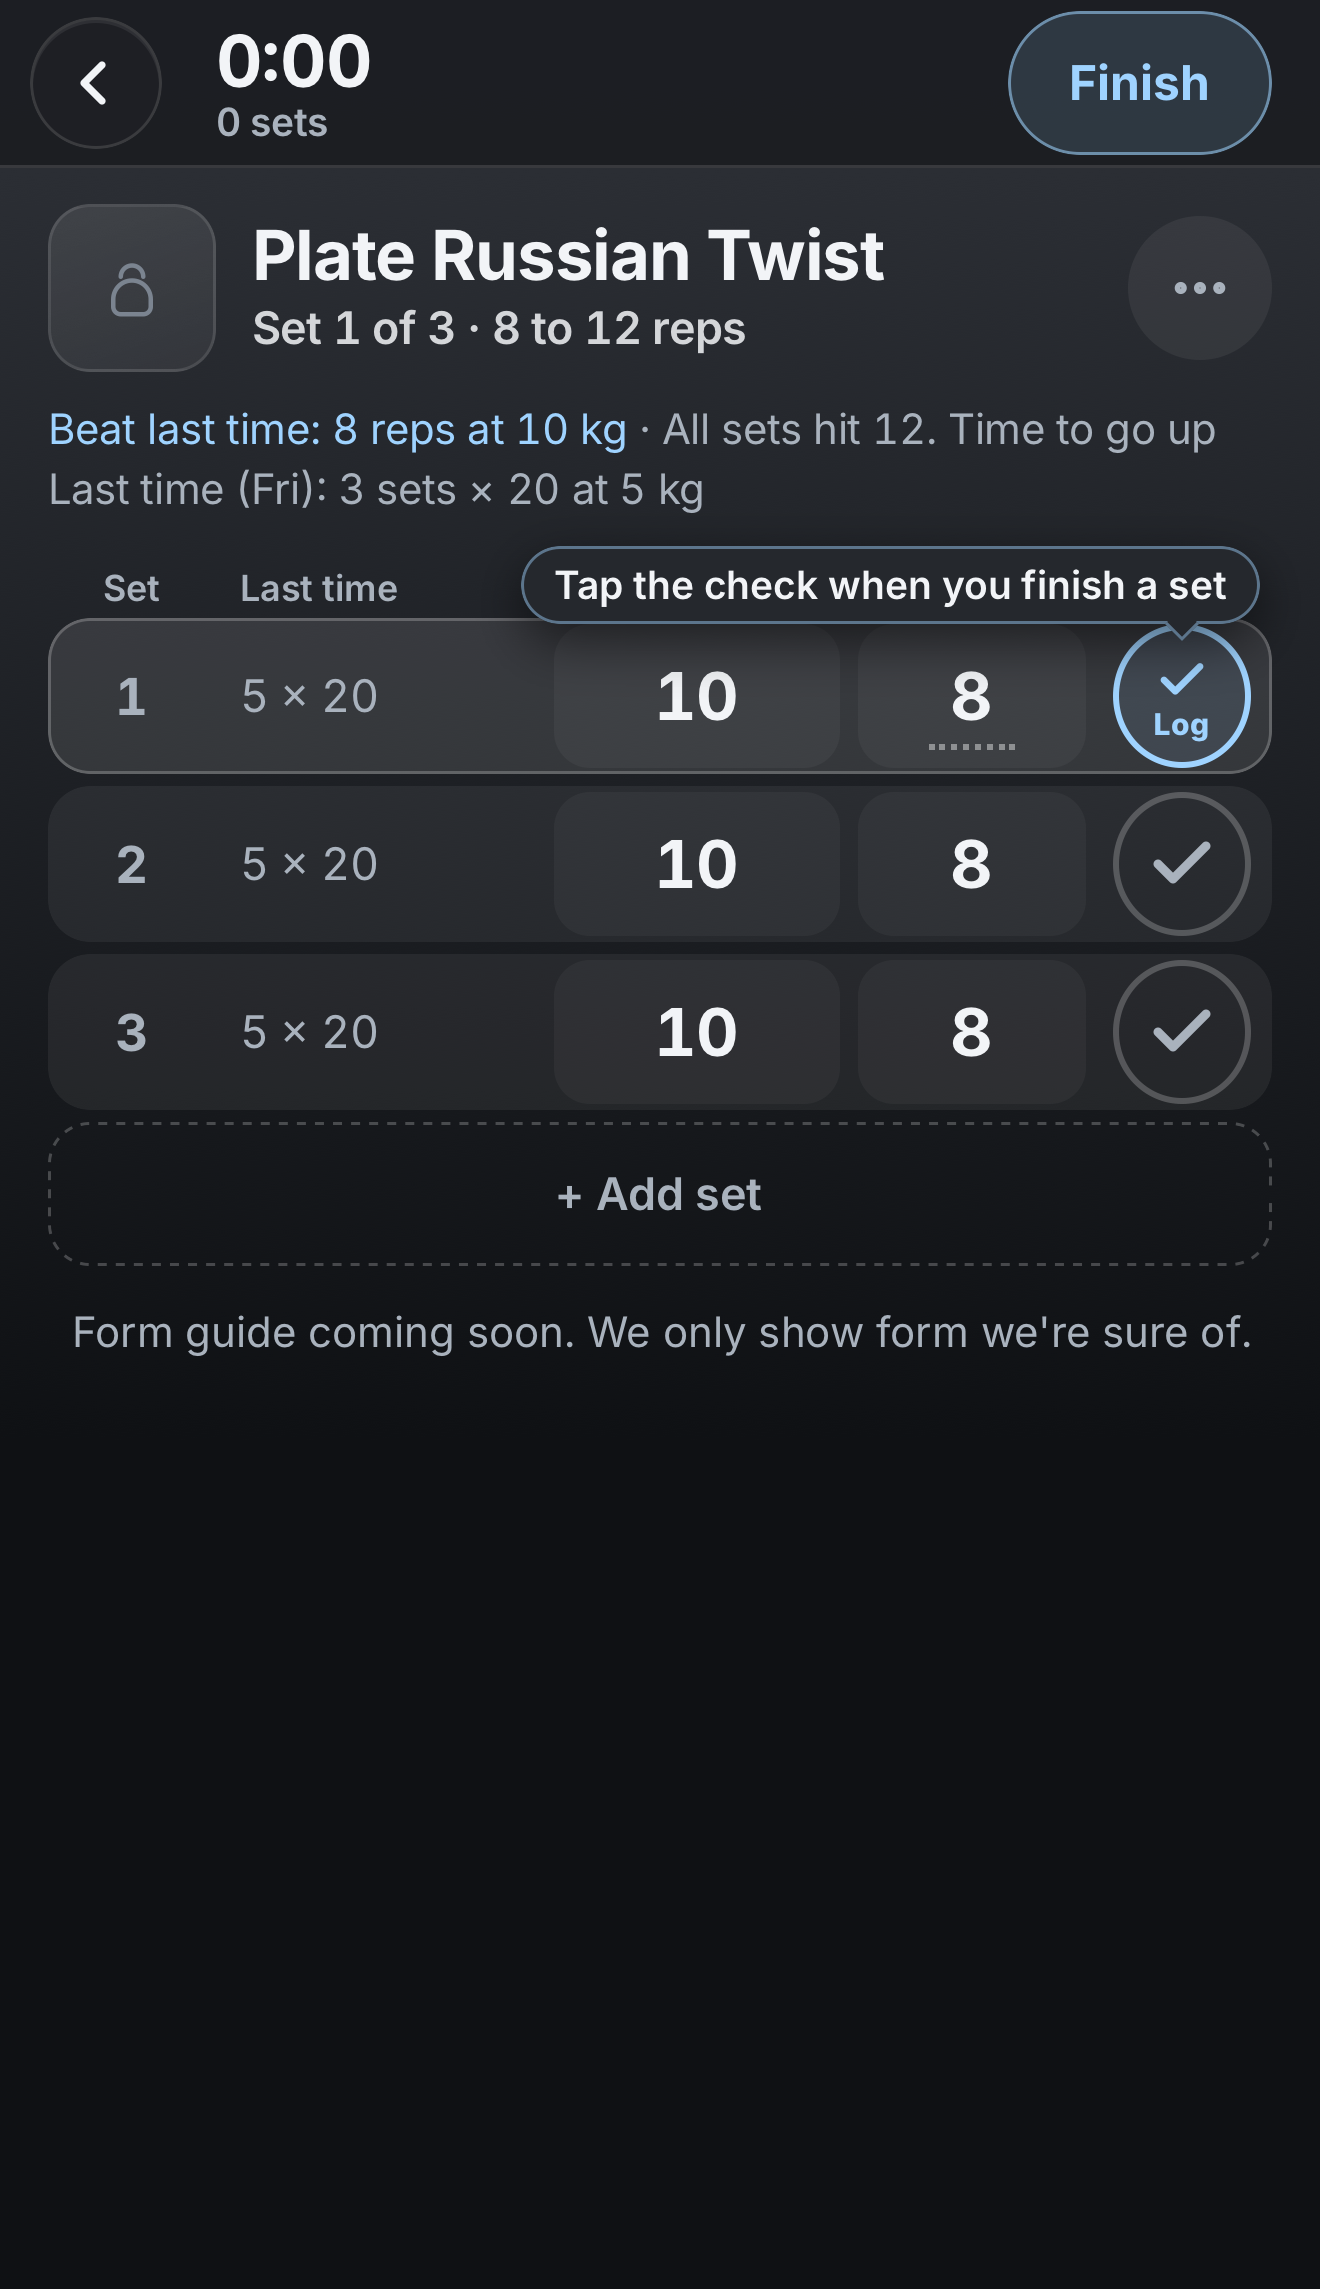 0:00
0 sets
Finish
Plate Russian Twist
Set 1 of 3 · 8 to 12 reps
Beat last time: 8 reps at 10 kg · All sets hit 12. Time to go up
Last time (Fri): 3 sets × 20 at 5 kg
Set Last time
Tap the check when you finish a set
1 5 × 20 10 8 Log
2 5 × 20 10 8
3 5 × 20 10 8
+ Add set
Form guide coming soon. We only show form we're sure of.